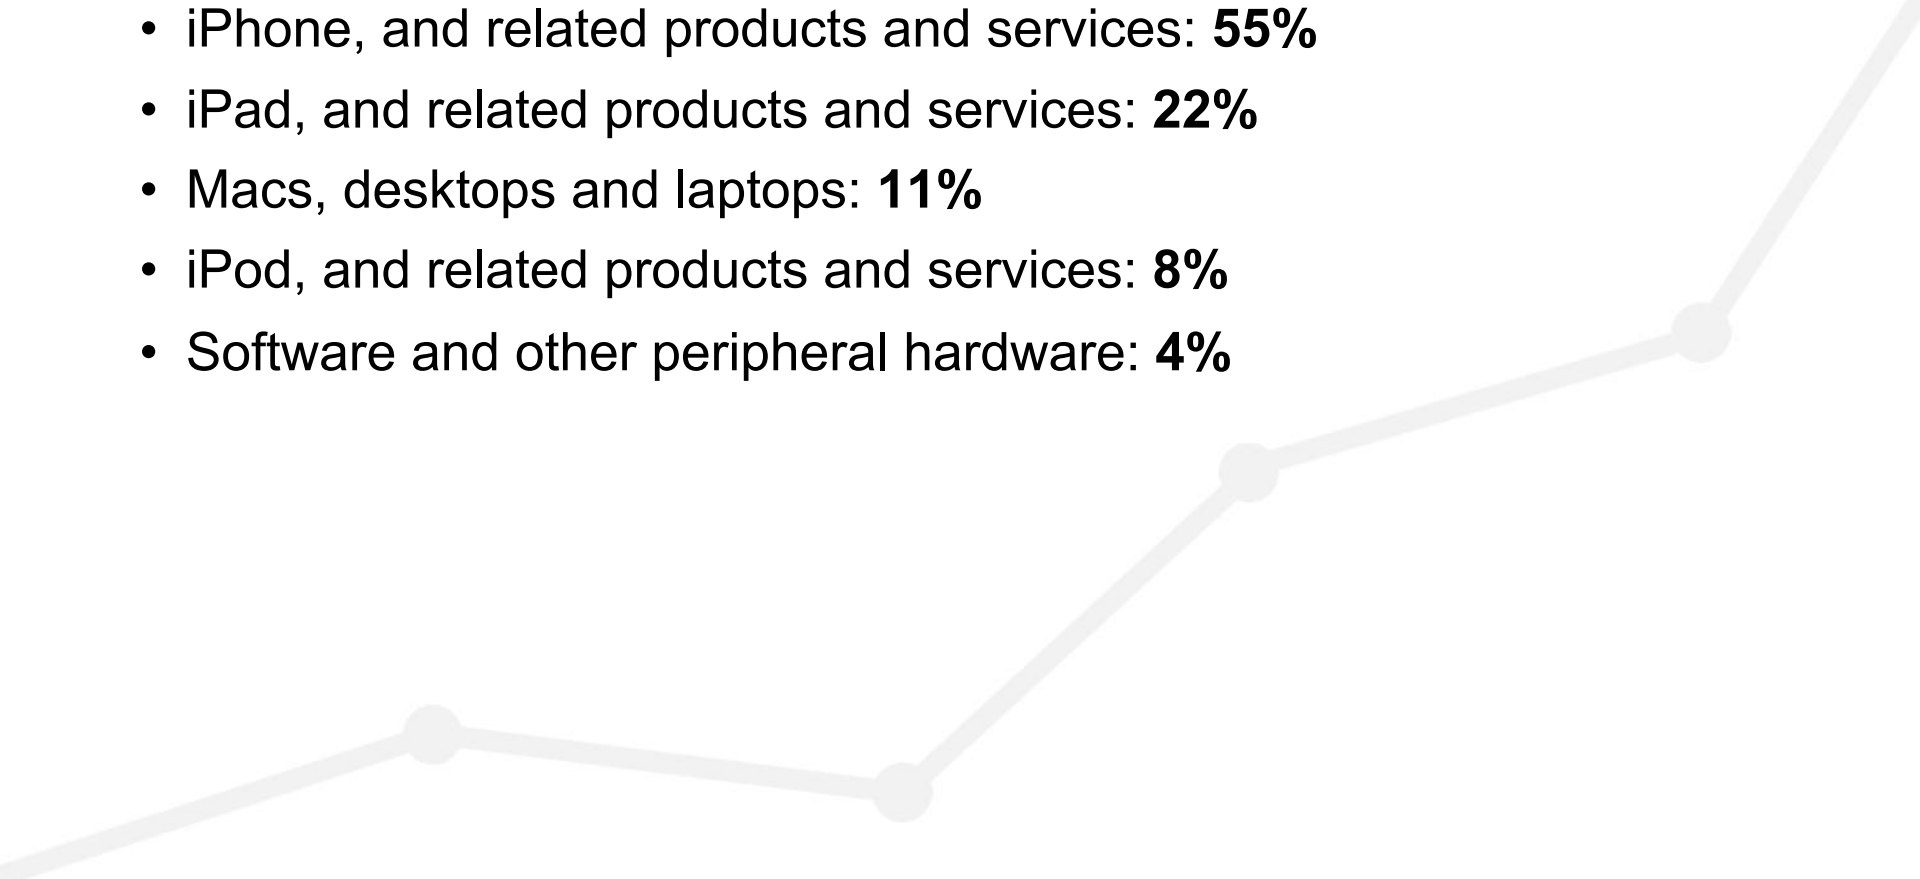 • iPhone, and related products and services: 55%
• iPad, and related products and services: 22%
• Macs, desktops and laptops: 11%
• iPod, and related products and services: 8%
• Software and other peripheral hardware: 4%